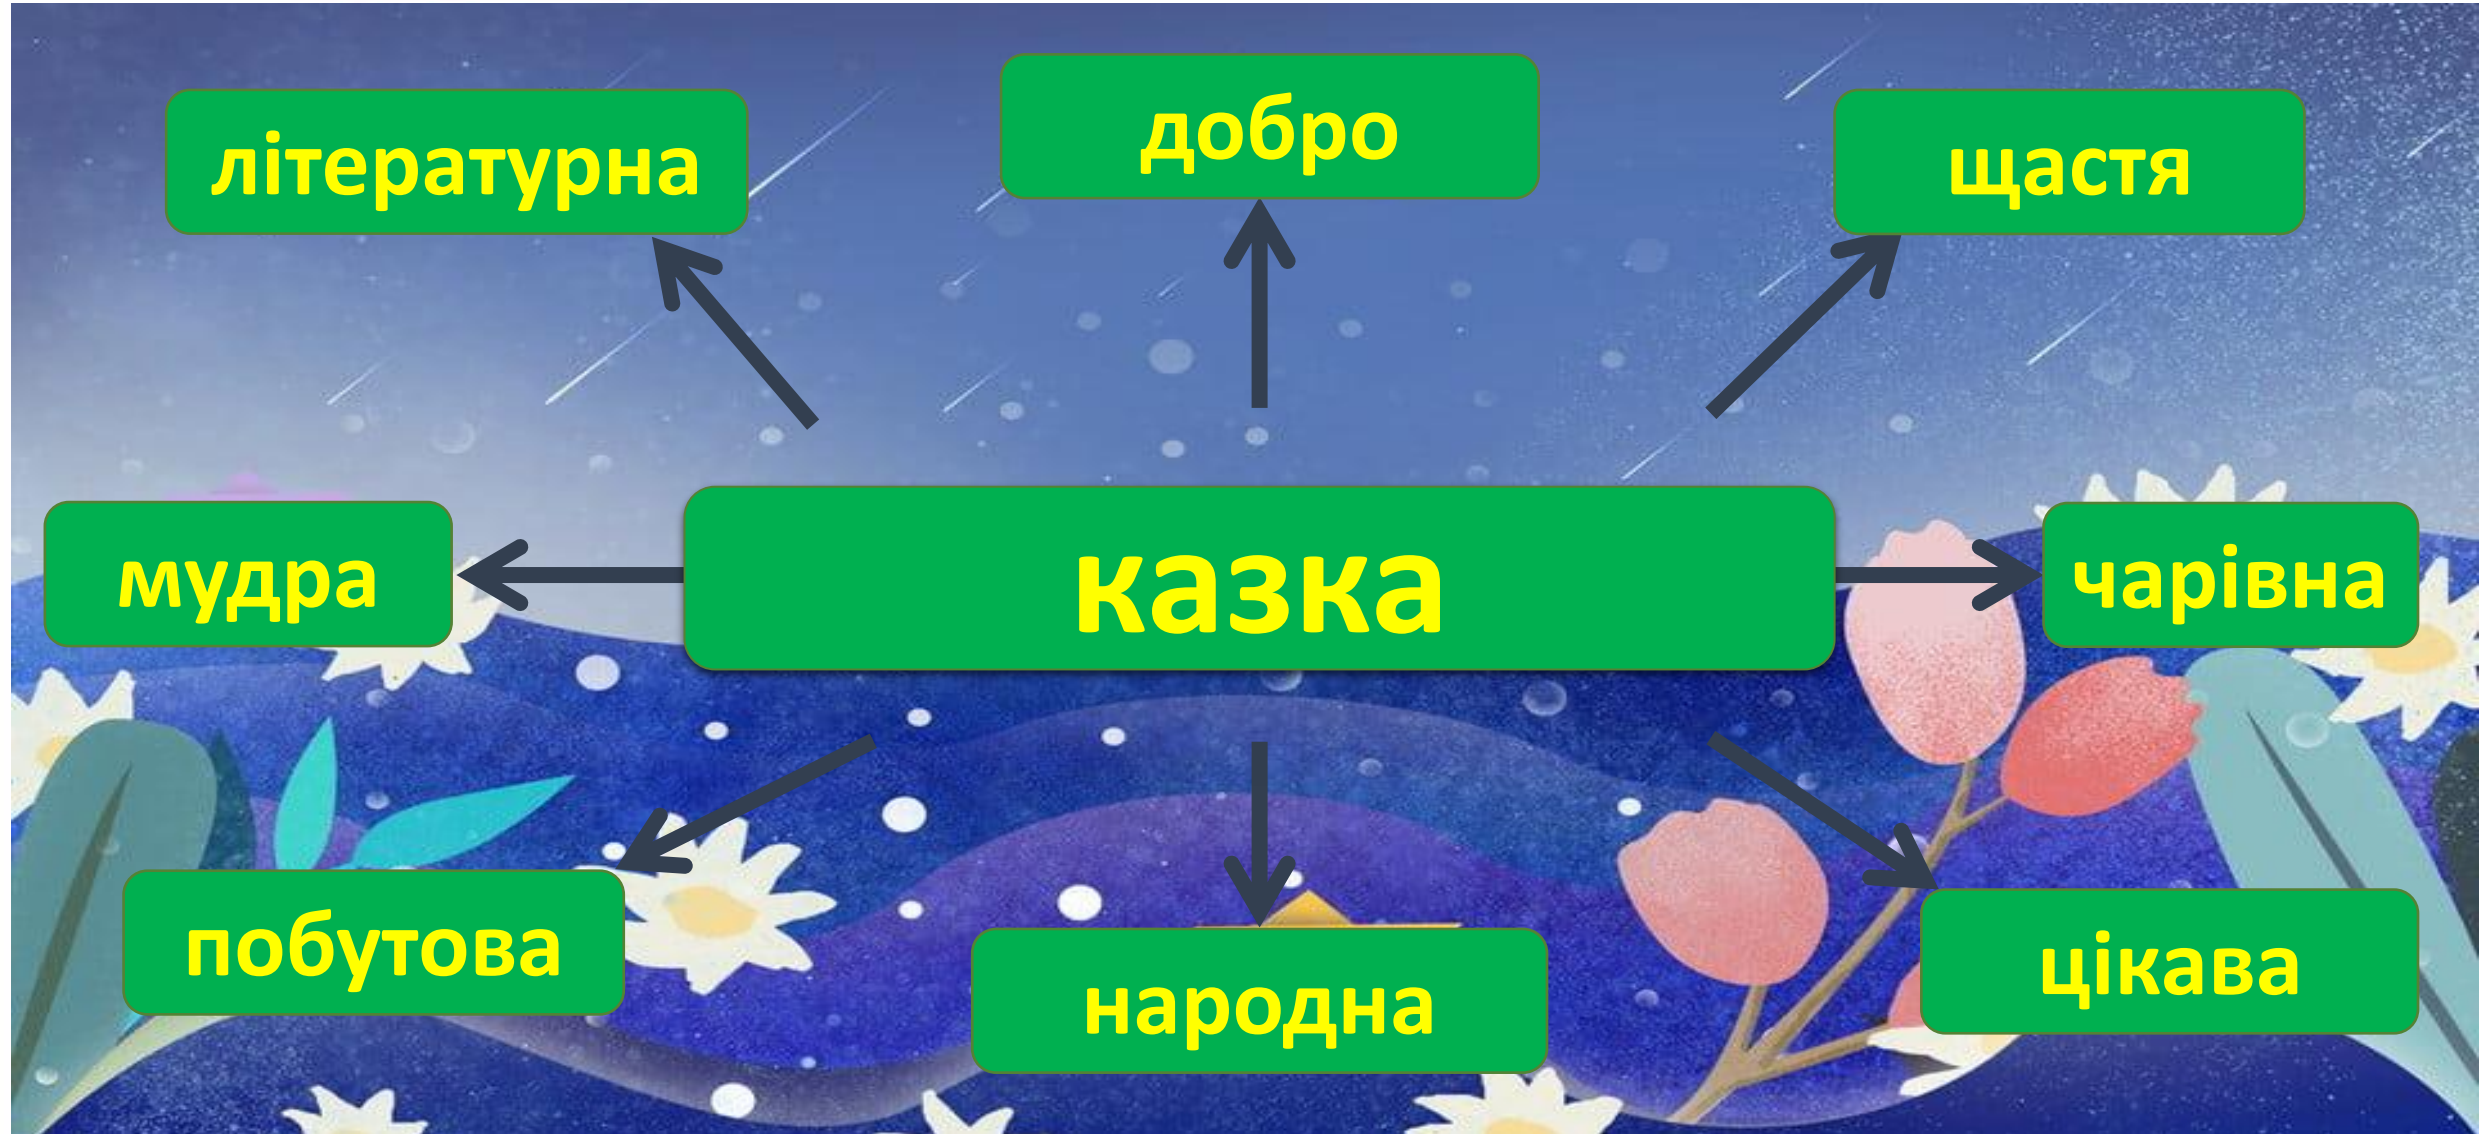 літературна
добро
щастя
мудра
казка
чарівна
побутова
народна
цікава